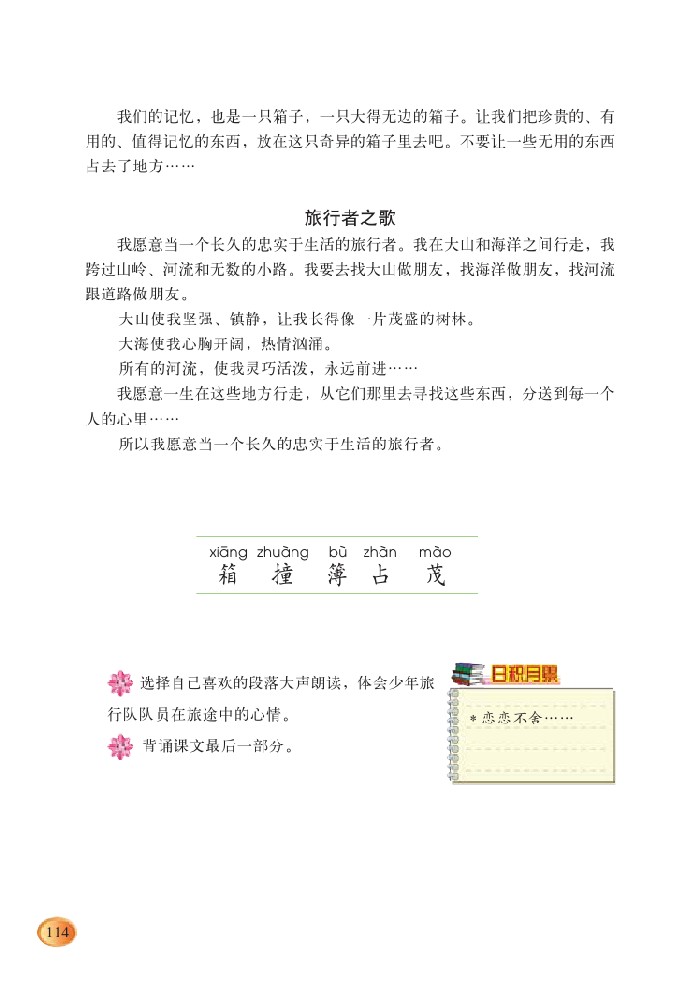 我们的记忆，也是一只箱子，一只大得无边的箱子。让我们把珍贵的、有
用的、值得记忆的东西，放在这只奇异的箱子里去吧。不要让一些无用的东西
占去了地方……
旅行者之歌
我愿意当一个长久的忠实于生活的旅行者。我在大山和海洋之间行走，我
跨过山岭、河流和无数的小路。我要去找大山做朋友，找海洋做朋友，找河流
跟道路做朋友。
大山使我坚强、镇静，让我长得像一片茂盛的树林。
大海使我心胸开阔，热情汹涌。
所有的河流，使我灵巧活泼，永远前进……
我愿意一生在这些地方行走，从它们那里去寻找这些东西，分送到每一个
人的心里……
所以我愿意当一个长久的忠实于生活的旅行者。
xiāng zhuàng bù zhàn mào
箱 撞 簿 占 茂
选择自己喜欢的段落大声朗读，体会少年旅
行队队员在旅途中的心情。
背诵课文最后一部分。
日积月累
*恋恋不舍……
114